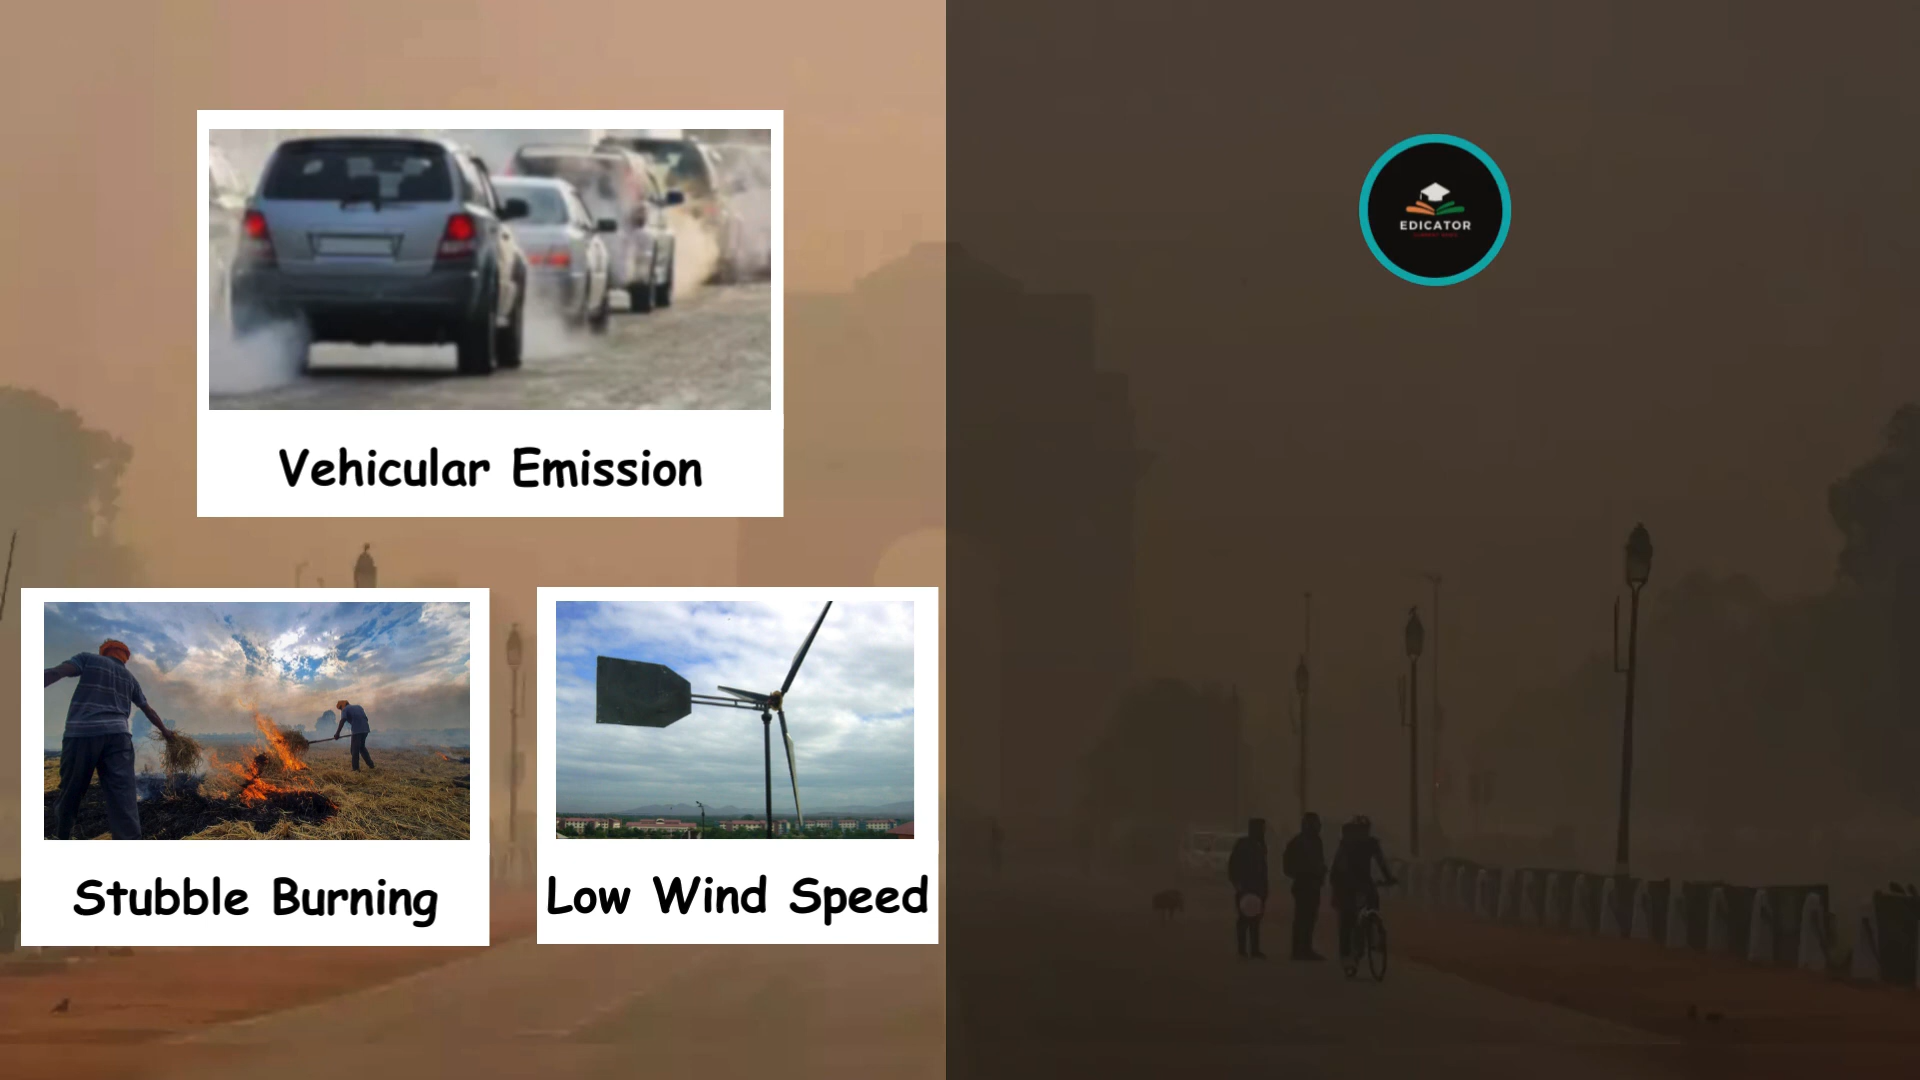 Vehicular Emission
Stubble Burning
Low Wind Speed
EDICATOR